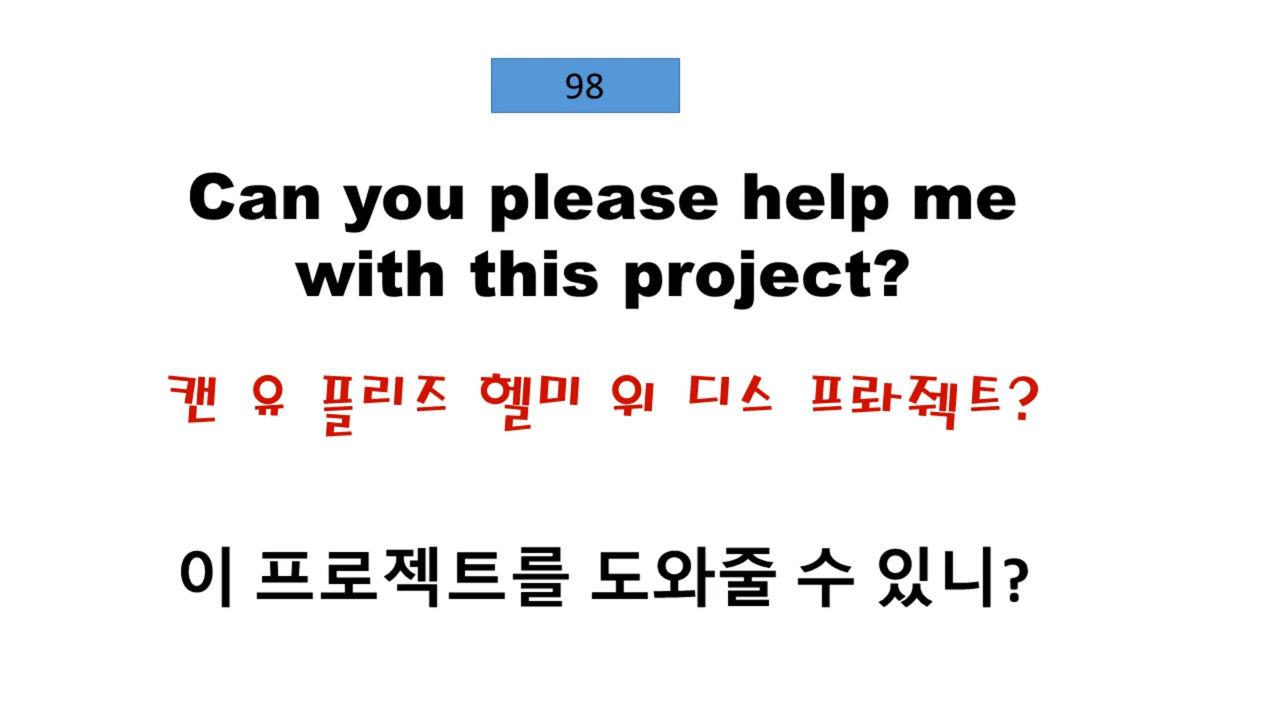 98
Can you please help me
with this project?
캔 유 플리즈 헬미 위 디스 프롸젝트?
이 프로젝트를 도와줄 수 있니?